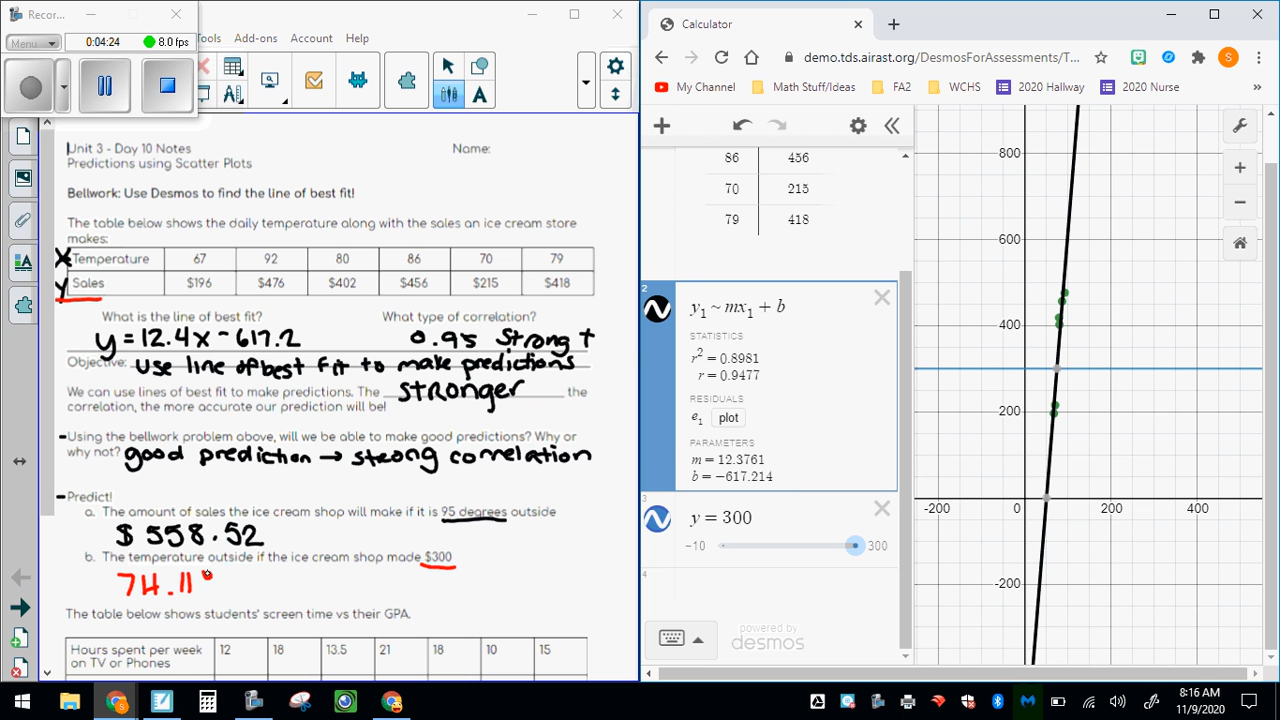 Recor...
Menu
0:04:24
8.0 fps
Tools Add-ons Account Help
Unit 3 - Day 10 Notes Name:
Predictions using Scatter Plots
Bellwork: Use Desmos to find the line of best fit!
The table below shows the daily temperature along with the sales an ice cream store
makes:
X Temperature 67 92 80 86 70 79
y Sales $196 $476 $402 $456 $215 $418
What is the line of best fit? What type of correlation?
y = 12.4x - 617.2 0.95 Strong +
Objective: use line of best fit to make predictions
We can use lines of best fit to make predictions. The stronger the
correlation, the more accurate our prediction will be!
Using the bellwork problem above, will we be able to make good predictions? Why or
why not? good prediction → strong correlation
Predict!
a. The amount of sales the ice cream shop will make if it is 95 degrees outside
$ 558.52
b. The temperature outside if the ice cream shop made $300
74.11°
The table below shows students' screen time vs their GPA.
Hours spent per week 12 18 13.5 21 18 10 15
on TV or Phones
Calculator
demo.tds.airast.org/DesmosForAssessments/T...
S
My Channel Math Stuff/Ideas FA2 WCHS 2020 Hallway 2020 Nurse »
86 456
70 215
79 418
2
y₁ ~ mx₁ + b
STATISTICS
r² = 0.8981
r = 0.9477
RESIDUALS
e₁ plot
PARAMETERS
m = 12.3761
b = -617.214
3
y = 300
-10 300
4
powered by
desmos
800
600
400
200
-200 0 200 400
-200
8:16 AM
11/9/2020